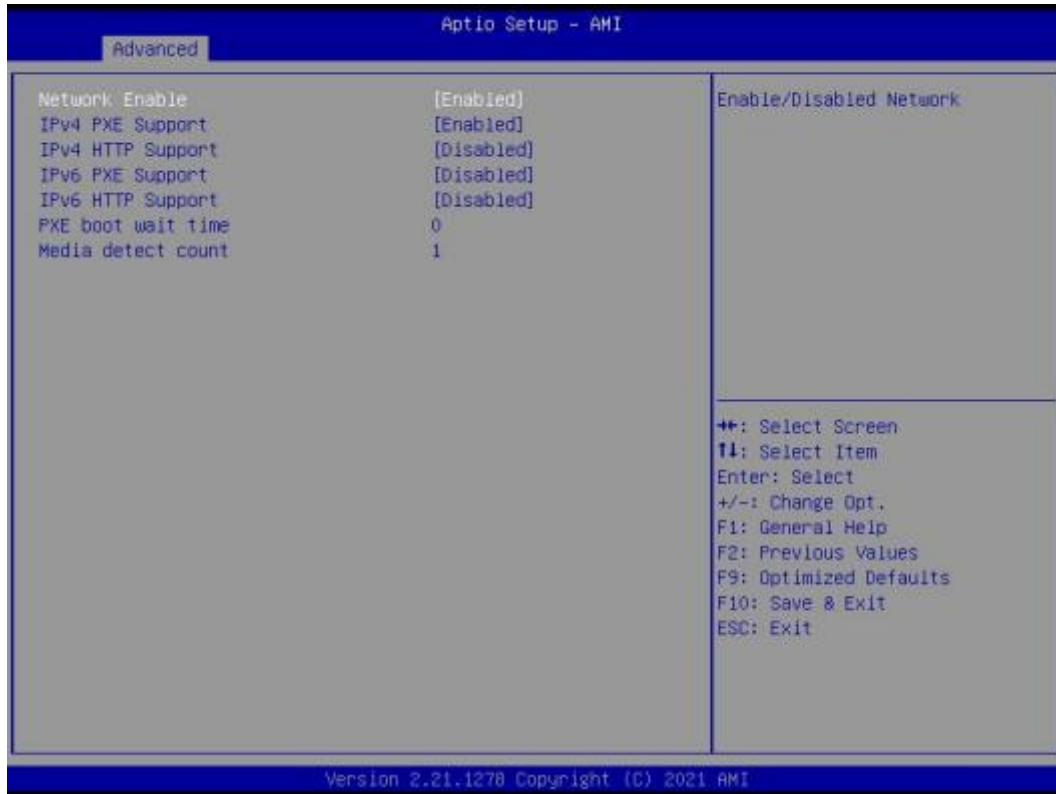 Aptio Setup – AMI
Advanced
Network Enable [Enabled]
IPv4 PXE Support [Enabled]
IPv4 HTTP Support [Disabled]
IPv6 PXE Support [Disabled]
IPv6 HTTP Support [Disabled]
PXE boot wait time 0
Media detect count 1
Enable/Disabled Network
→←: Select Screen
↑↓: Select Item
Enter: Select
+/-: Change Opt.
F1: General Help
F2: Previous Values
F9: Optimized Defaults
F10: Save & Exit
ESC: Exit
Version 2.21.1278 Copyright (C) 2021 AMI